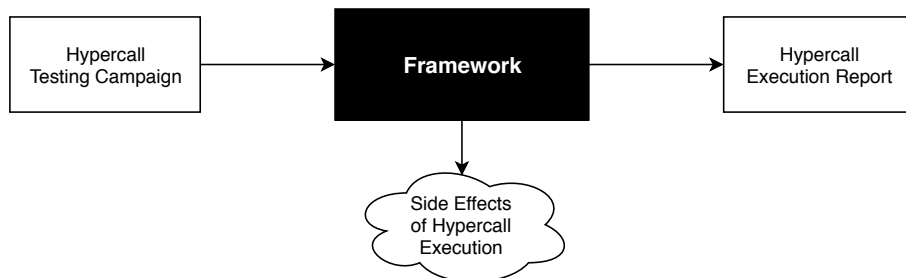 Hypercall
Testing Campaign
Framework
Hypercall
Execution Report
Side Effects
of Hypercall
Execution